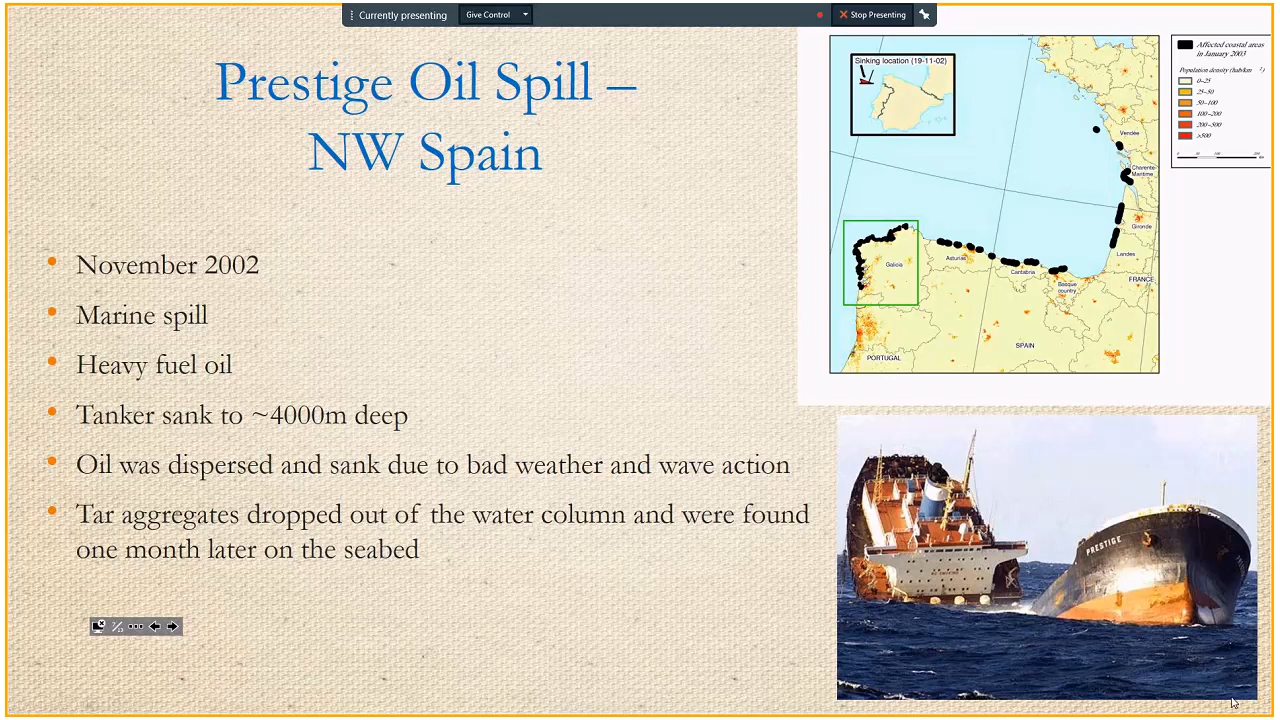 Currently presenting
Give Control
Stop Presenting
Prestige Oil Spill –
NW Spain
November 2002
Marine spill
Heavy fuel oil
Tanker sank to ~4000m deep
Oil was dispersed and sank due to bad weather and wave action
Tar aggregates dropped out of the water column and were found
one month later on the seabed
Sinking location (19-11-02)
Vendée
Charente
Maritime
Gironde
Landes
FRANCE
Galicia
Asturias
Cantabria
Basque
country
SPAIN
PORTUGAL
Affected coastal areas
in January 2003
Population density (hab/km ²)
0-25
25-50
50-100
100-200
200-500
>500
PRESTIGE